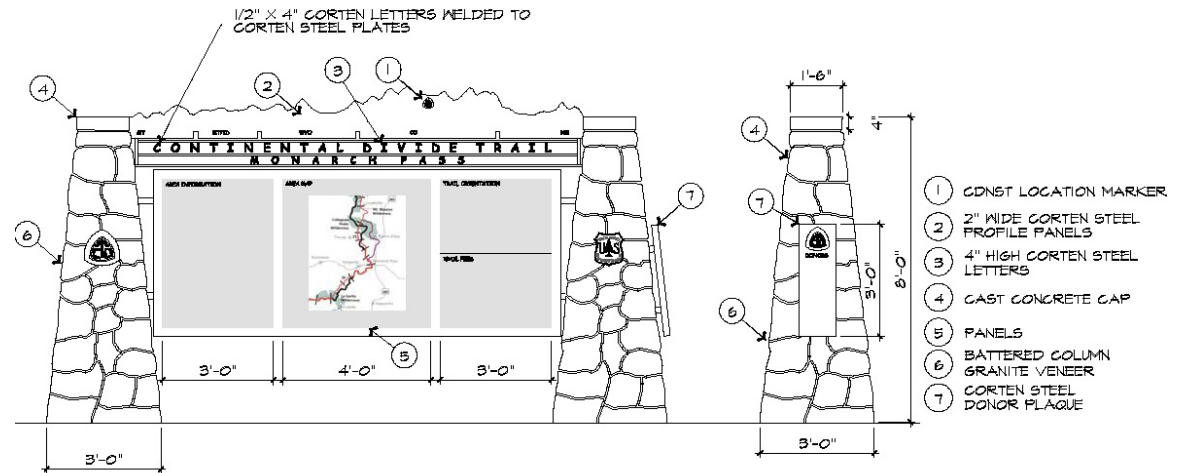 1/2" X 4" CORTEN LETTERS WELDED TO
CORTEN STEEL PLATES
4
2
3
1
WYO
CO
NM
CONTINENTAL DIVIDE TRAIL
MONARCH PASS
AREA INFORMATION
AREA MAP
TRAIL ORIENTATION
6
7
5
3'-0"
4'-0"
3'-0"
3'-0"
1'-6"
4"
4
7
DONORS
3'-0"
8'-0"
6
3'-0"
1 CDNST LOCATION MARKER
2 2" WIDE CORTEN STEEL
PROFILE PANELS
3 4" HIGH CORTEN STEEL
LETTERS
4 CAST CONCRETE CAP
5 PANELS
6 BATTERED COLUMN
GRANITE VENEER
7 CORTEN STEEL
DONOR PLAQUE